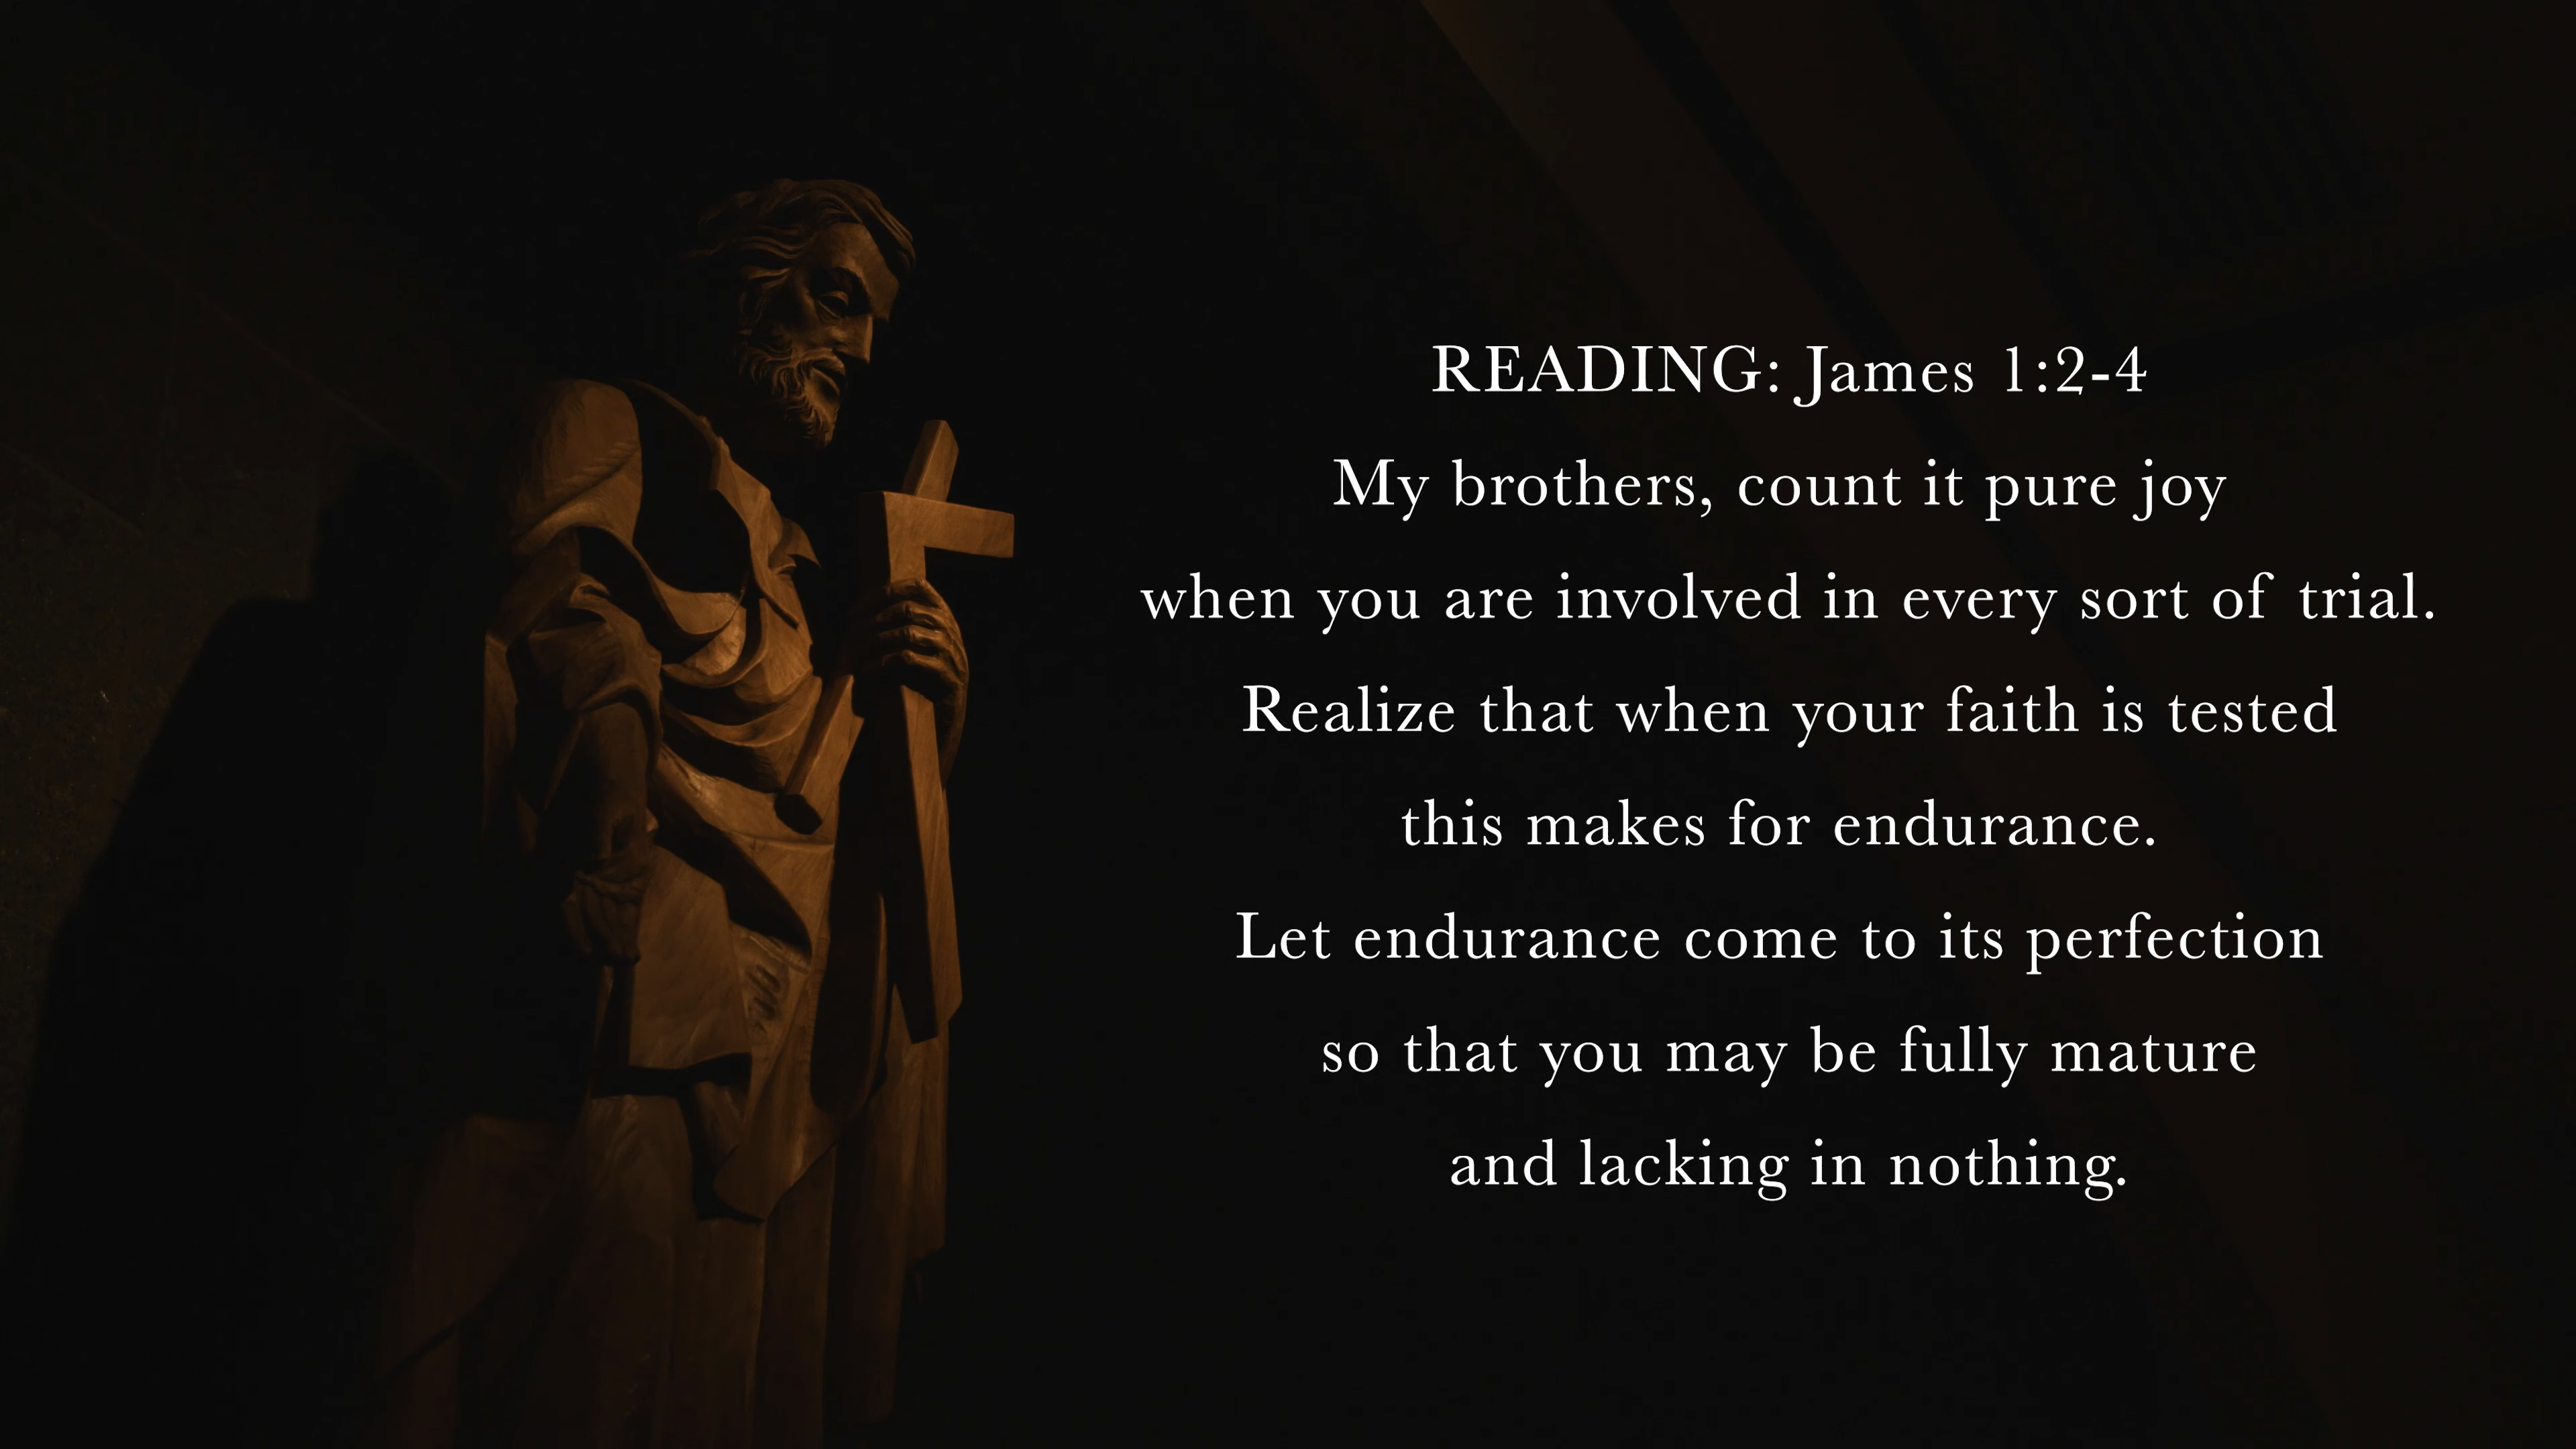 READING: James 1:2-4
My brothers, count it pure joy
when you are involved in every sort of trial.
Realize that when your faith is tested
this makes for endurance.
Let endurance come to its perfection
so that you may be fully mature
and lacking in nothing.